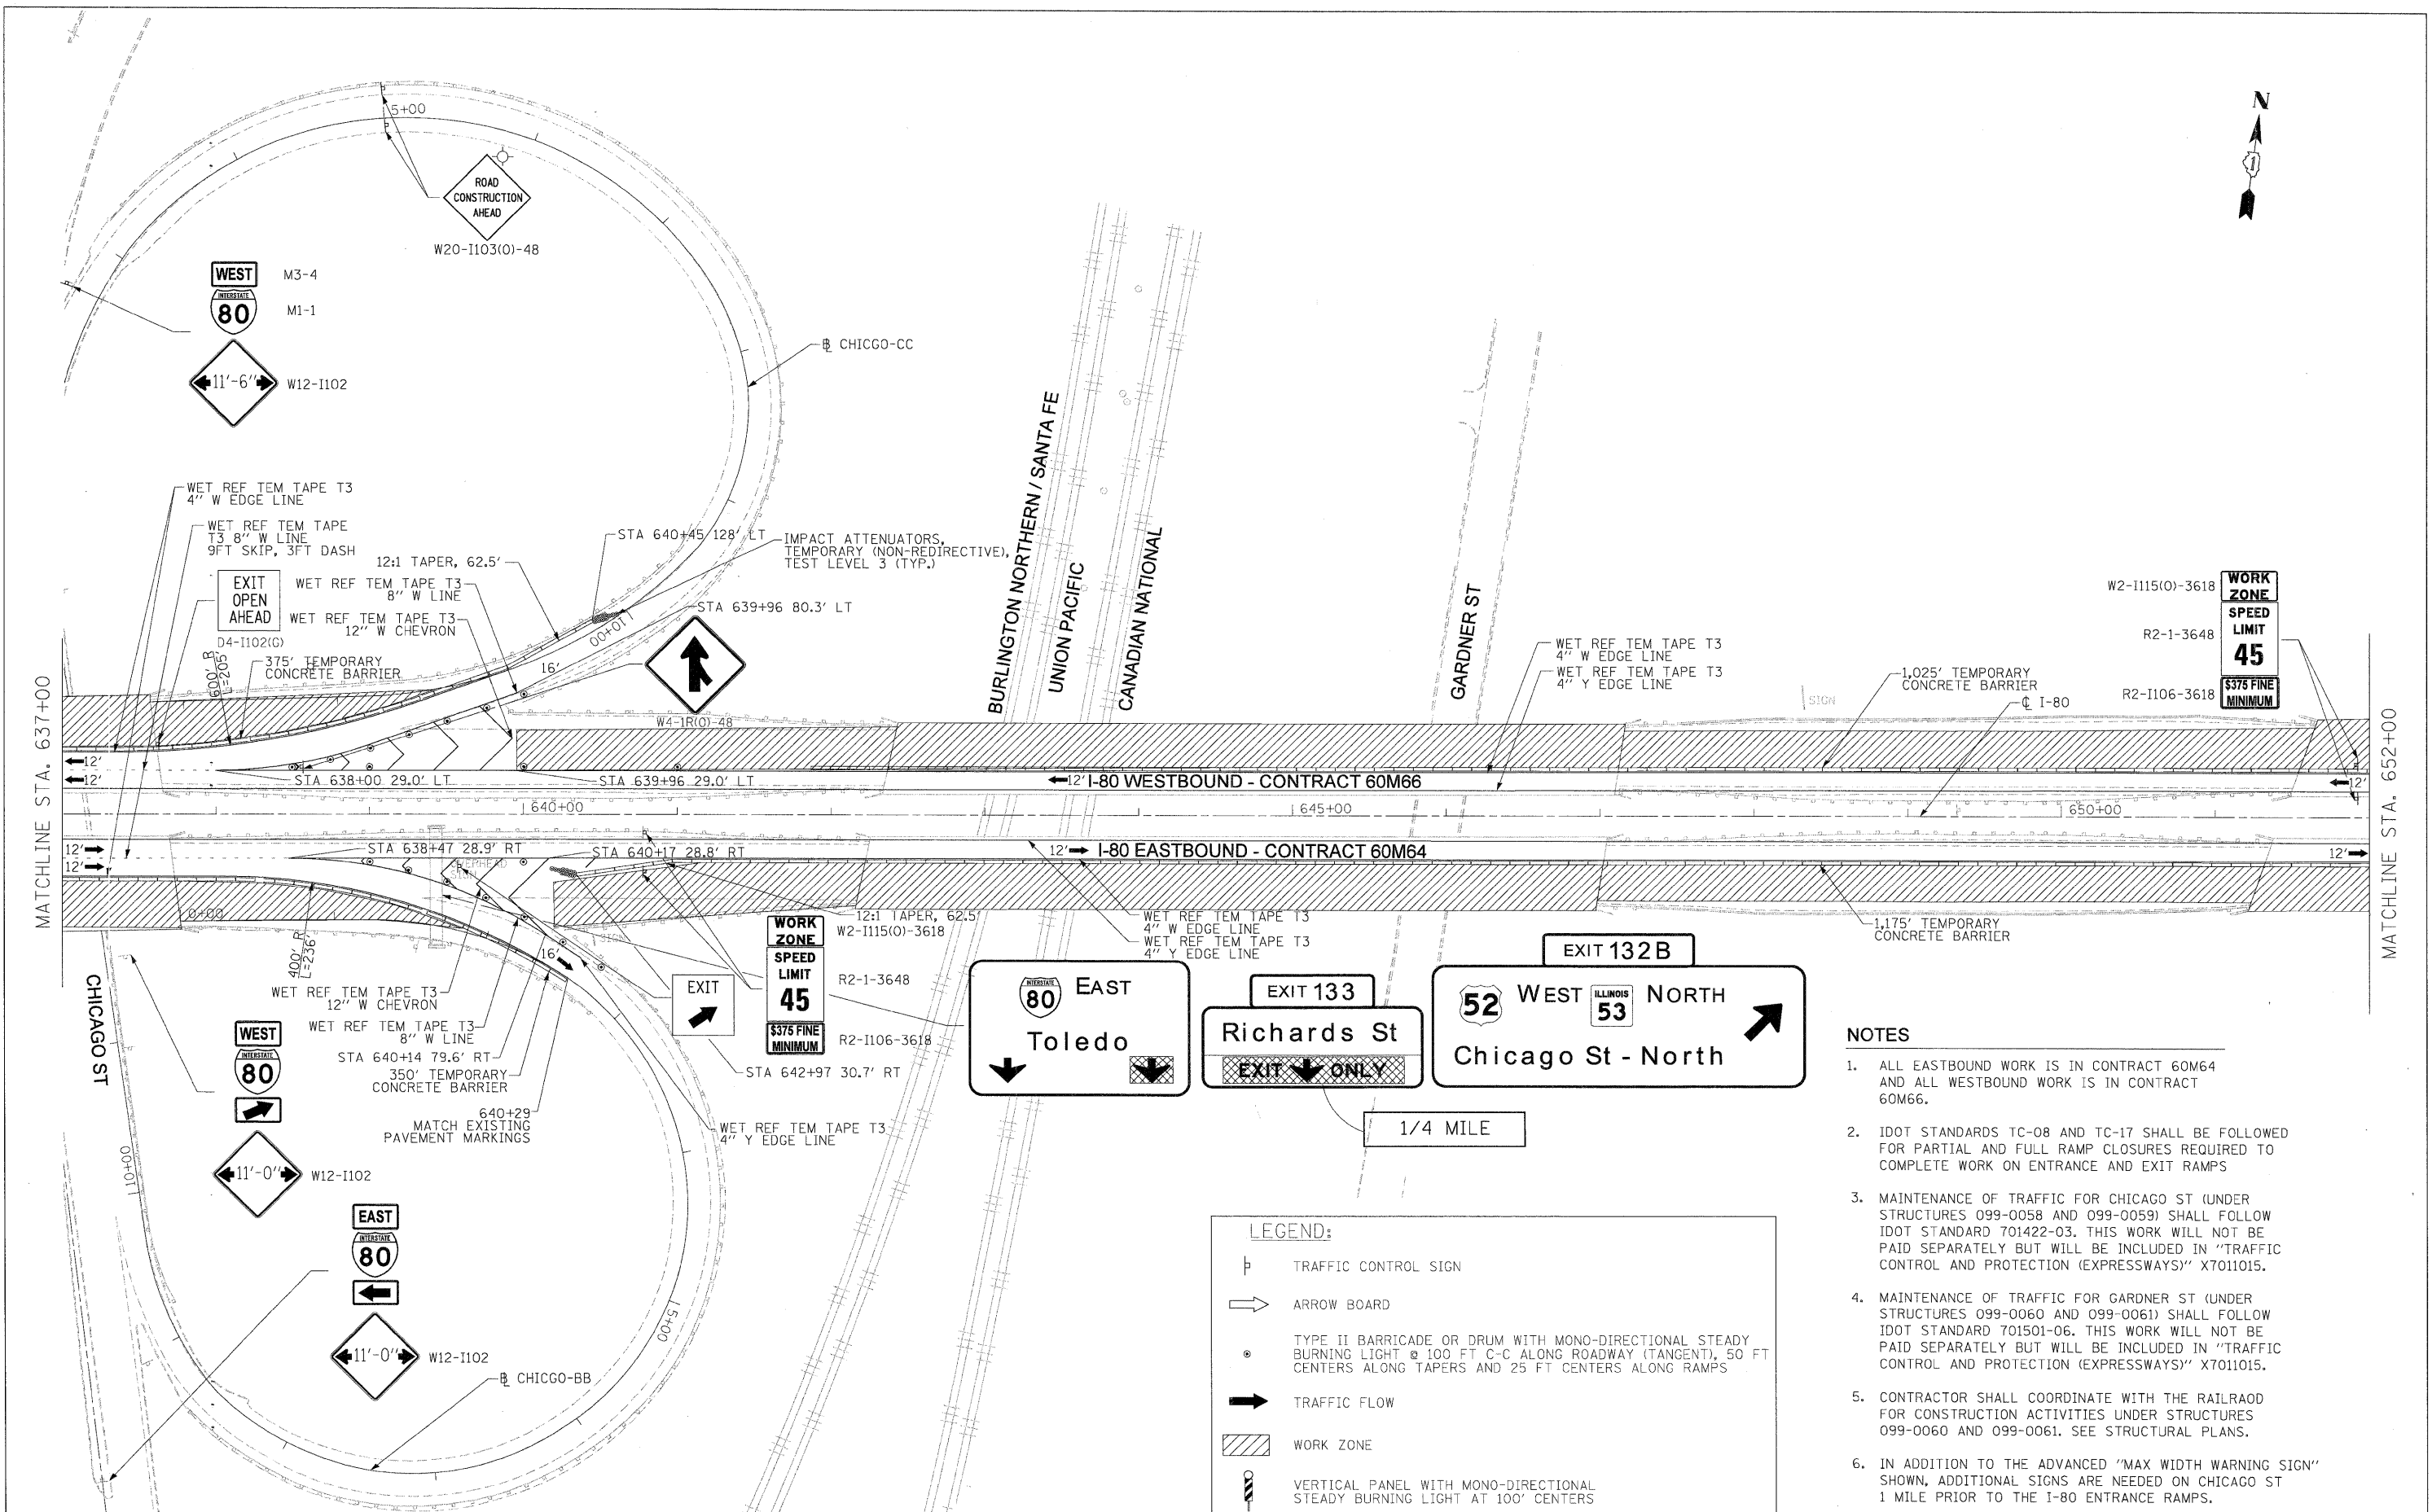 5+00
ROAD
CONSTRUCTION
AHEAD
W20-I103(O)-48
N
1
WEST
M3-4
INTERSTATE
80
M1-1
11'-6"
W12-I102
B CHICGO-CC
WET REF TEM TAPE T3
4" W EDGE LINE
WET REF TEM TAPE
T3 8" W LINE
9FT SKIP, 3FT DASH
EXIT
OPEN
AHEAD
D4-I102(G)
12:1 TAPER, 62.5'
WET REF TEM TAPE T3
8" W LINE
WET REF TEM TAPE T3
12" W CHEVRON
375' TEMPORARY
CONCRETE BARRIER
600' R
L=205'
STA 640+45 128' LT
IMPACT ATTENUATORS,
TEMPORARY (NON-REDIRECTIVE),
TEST LEVEL 3 (TYP.)
STA 639+96 80.3' LT
10+00
16'
W4-1R(O)-48
BURLINGTON NORTHERN / SANTA FE
UNION PACIFIC
CANADIAN NATIONAL
GARDNER ST
WET REF TEM TAPE T3
4" W EDGE LINE
WET REF TEM TAPE T3
4" Y EDGE LINE
1,025' TEMPORARY
CONCRETE BARRIER
SIGN
℄ I-80
W2-I115(O)-3618
WORK
ZONE
R2-1-3648
SPEED
LIMIT
45
R2-I106-3618
$375 FINE
MINIMUM
MATCHLINE STA. 637+00
MATCHLINE STA. 652+00
12'
12'
STA 638+00 29.0' LT
STA 639+96 29.0' LT
12' I-80 WESTBOUND - CONTRACT 60M66
12'
640+00
645+00
650+00
12'
12'
STA 638+47 28.9' RT
STA 640+17 28.8' RT
OVERHEAD
SIGN
12' I-80 EASTBOUND - CONTRACT 60M64
12'
0+00
400' R
L=236'
16'
SIGN
12:1 TAPER, 62.5'
W2-I115(O)-3618
WORK
ZONE
SPEED
LIMIT
45
R2-1-3648
$375 FINE
MINIMUM
R2-I106-3618
WET REF TEM TAPE T3
4" W EDGE LINE
WET REF TEM TAPE T3
4" Y EDGE LINE
1,175' TEMPORARY
CONCRETE BARRIER
CHICAGO ST
WET REF TEM TAPE T3
12" W CHEVRON
WET REF TEM TAPE T3
8" W LINE
STA 640+14 79.6' RT
350' TEMPORARY
CONCRETE BARRIER
640+29
MATCH EXISTING
PAVEMENT MARKINGS
EXIT
STA 642+97 30.7' RT
WET REF TEM TAPE T3
4" Y EDGE LINE
INTERSTATE
80 EAST
Toledo
EXIT 133
Richards St
EXIT ONLY
1/4 MILE
EXIT 132B
52 WEST ILLINOIS 53 NORTH
Chicago St - North
WEST
INTERSTATE
80
11'-0"
W12-I102
10+00
EAST
INTERSTATE
80
11'-0"
W12-I102
5+00
B CHICGO-BB
LEGEND:
TRAFFIC CONTROL SIGN
ARROW BOARD
TYPE II BARRICADE OR DRUM WITH MONO-DIRECTIONAL STEADY
BURNING LIGHT @ 100 FT C-C ALONG ROADWAY (TANGENT), 50 FT
CENTERS ALONG TAPERS AND 25 FT CENTERS ALONG RAMPS
TRAFFIC FLOW
WORK ZONE
VERTICAL PANEL WITH MONO-DIRECTIONAL
STEADY BURNING LIGHT AT 100' CENTERS
NOTES
1. ALL EASTBOUND WORK IS IN CONTRACT 60M64
AND ALL WESTBOUND WORK IS IN CONTRACT
60M66.
2. IDOT STANDARDS TC-08 AND TC-17 SHALL BE FOLLOWED
FOR PARTIAL AND FULL RAMP CLOSURES REQUIRED TO
COMPLETE WORK ON ENTRANCE AND EXIT RAMPS
3. MAINTENANCE OF TRAFFIC FOR CHICAGO ST (UNDER
STRUCTURES 099-0058 AND 099-0059) SHALL FOLLOW
IDOT STANDARD 701422-03. THIS WORK WILL NOT BE
PAID SEPARATELY BUT WILL BE INCLUDED IN "TRAFFIC
CONTROL AND PROTECTION (EXPRESSWAYS)" X7011015.
4. MAINTENANCE OF TRAFFIC FOR GARDNER ST (UNDER
STRUCTURES 099-0060 AND 099-0061) SHALL FOLLOW
IDOT STANDARD 701501-06. THIS WORK WILL NOT BE
PAID SEPARATELY BUT WILL BE INCLUDED IN "TRAFFIC
CONTROL AND PROTECTION (EXPRESSWAYS)" X7011015.
5. CONTRACTOR SHALL COORDINATE WITH THE RAILRAOD
FOR CONSTRUCTION ACTIVITIES UNDER STRUCTURES
099-0060 AND 099-0061. SEE STRUCTURAL PLANS.
6. IN ADDITION TO THE ADVANCED "MAX WIDTH WARNING SIGN"
SHOWN, ADDITIONAL SIGNS ARE NEEDED ON CHICAGO ST
1 MILE PRIOR TO THE I-80 ENTRANCE RAMPS.